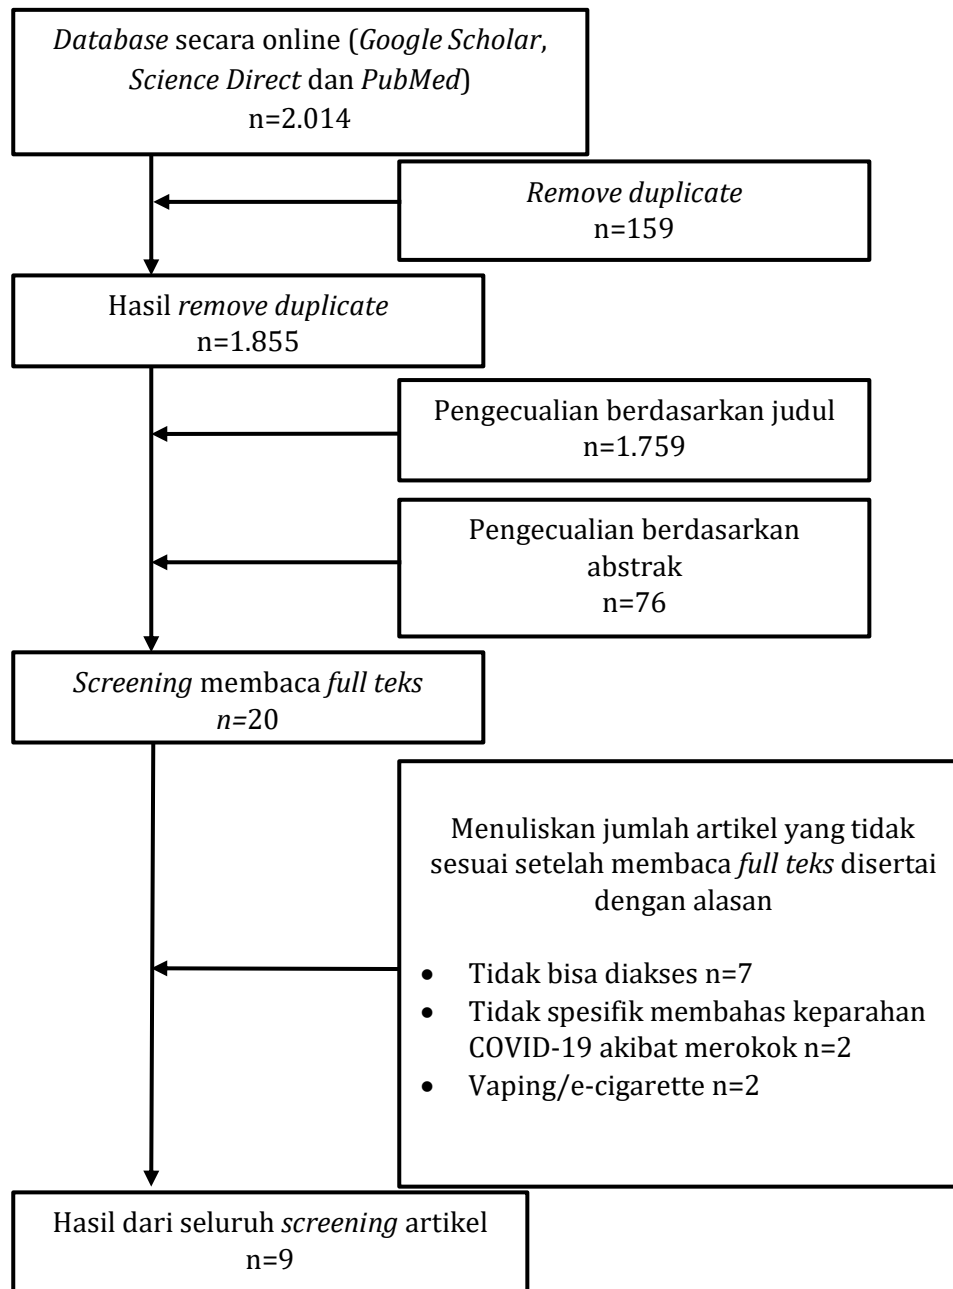 Database secara online (Google Scholar,
Science Direct dan PubMed)
n=2.014
Remove duplicate
n=159
Hasil remove duplicate
n=1.855
Pengecualian berdasarkan judul
n=1.759
Pengecualian berdasarkan
abstrak
n=76
Screening membaca full teks
n=20
Menuliskan jumlah artikel yang tidak
sesuai setelah membaca full teks disertai
dengan alasan
• Tidak bisa diakses n=7
• Tidak spesifik membahas keparahan
COVID-19 akibat merokok n=2
• Vaping/e-cigarette n=2
Hasil dari seluruh screening artikel
n=9